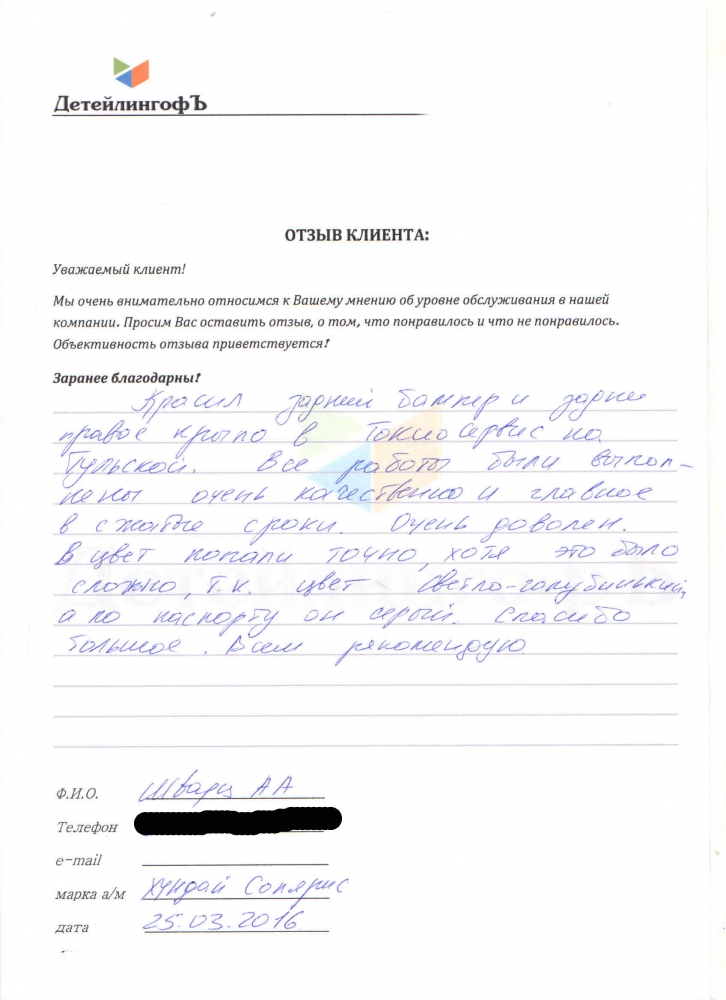 ДетейлингофЪ
ОТЗЫВ КЛИЕНТА:
Уважаемый клиент!
Мы очень внимательно относимся к Вашему мнению об уровне обслуживания в нашей
компании. Просим Вас оставить отзыв, о том, что понравилось и что не понравилось.
Объективность отзыва приветствуется!
Заранее благодарны!
Красил задний бампер и заднее
правое крыло в Токио Сервис на
Тульской. Все работы были выпол-
нены очень качественно и главное
в сжатые сроки. Очень доволен.
В цвет попали точно, хотя это было
сложно, т.к. цвет светло-голубинький,
а по паспорту он серый. Спасибо
большое. Всем рекомендую.
Ф.И.О. Шварц АА
Телефон
e-mail
марка а/м Хундай Солярис
дата 25.03.2016